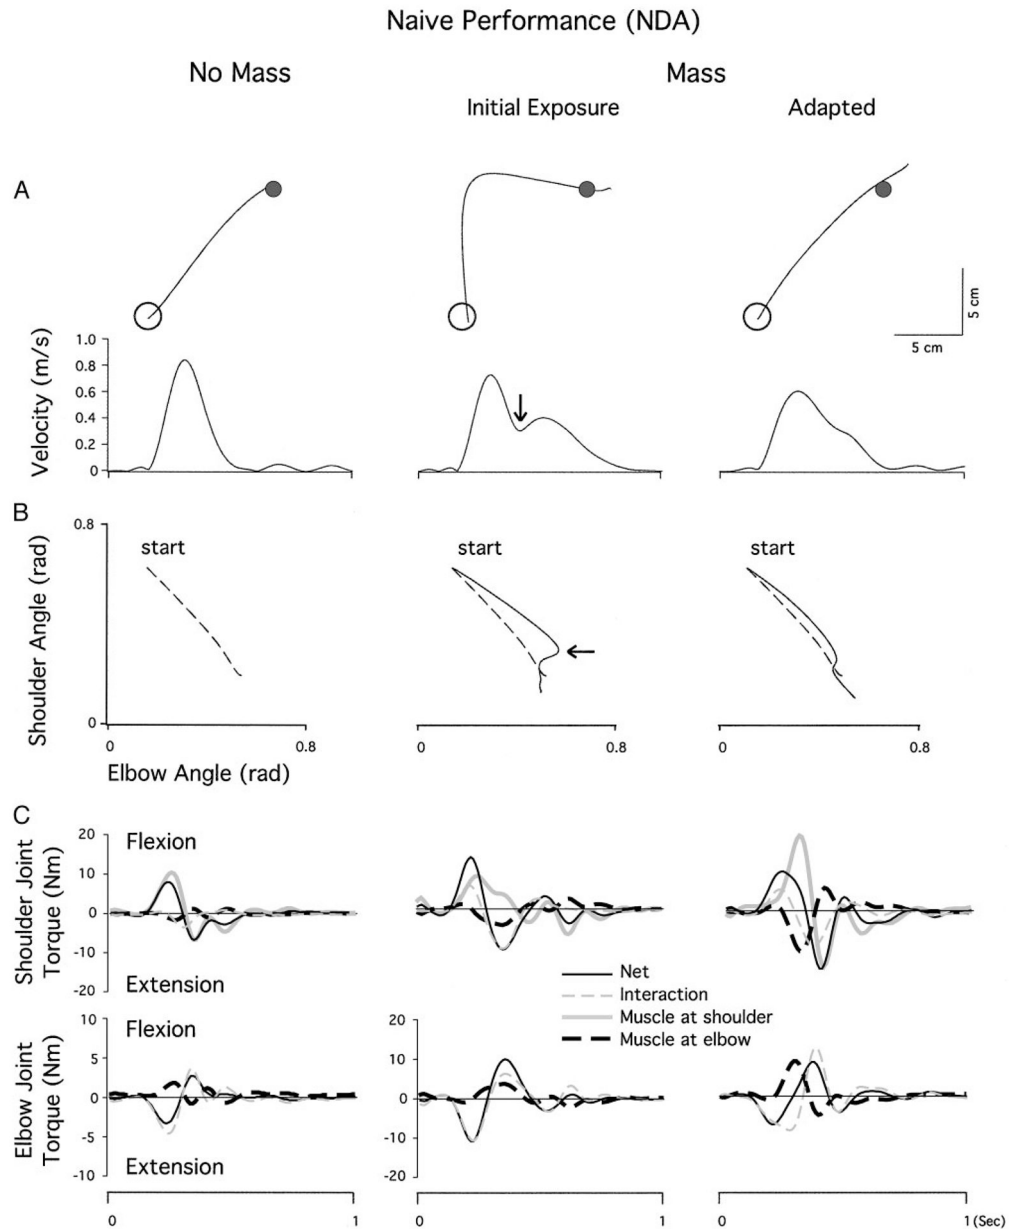 Naive Performance (NDA)
No Mass
Mass
Initial Exposure
Adapted
A
5 cm
5 cm
Velocity (m/s)
1.0
0.8
0.6
0.4
0.2
0
B
Shoulder Angle (rad)
0.8
0
start
start
start
0 0.8
0 0.8
0 0.8
Elbow Angle (rad)
C
Shoulder Joint
Torque (Nm)
20
10
0
-10
-20
Flexion
Extension
Net
Interaction
Muscle at shoulder
Muscle at elbow
Elbow Joint
Torque (Nm)
10
5
0
-5
-10
Flexion
Extension
20
10
0
-10
-20
0 1
0 1
0 1 (Sec)